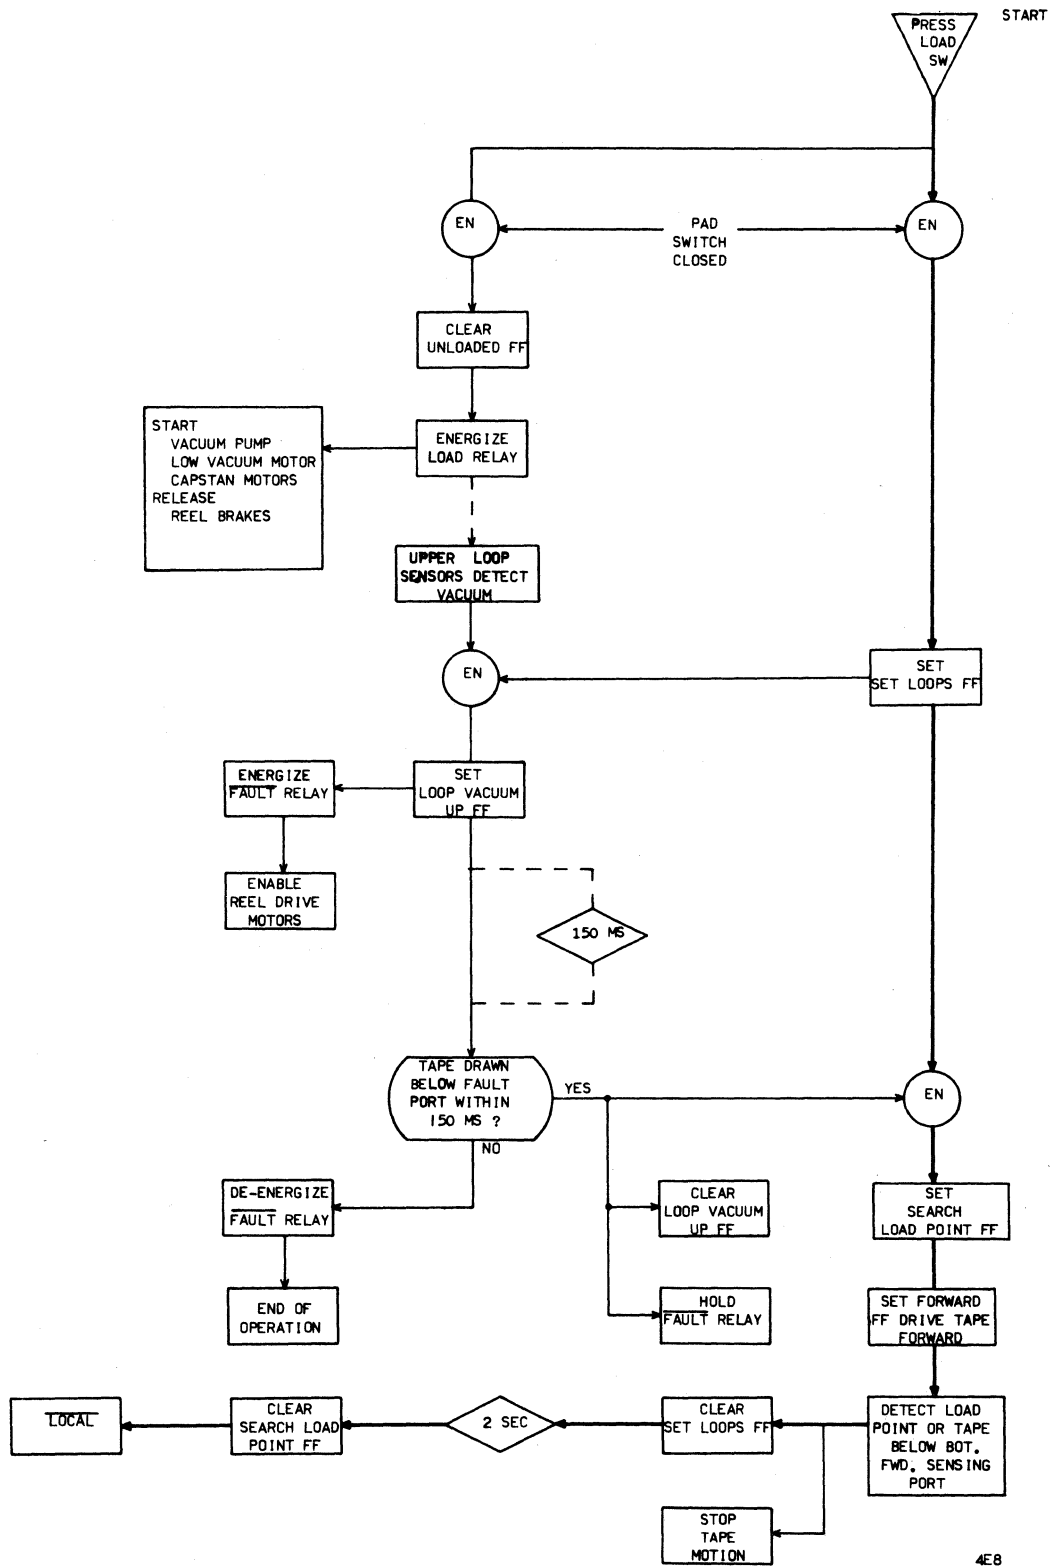 START
PRESS
LOAD
SW
EN
PAD
SWITCH
CLOSED
EN
CLEAR
UNLOADED FF
START
VACUUM PUMP
LOW VACUUM MOTOR
CAPSTAN MOTORS
RELEASE
REEL BRAKES
ENERGIZE
LOAD RELAY
UPPER LOOP
SENSORS DETECT
VACUUM
EN
SET
SET LOOPS FF
ENERGIZE
FAULT RELAY
SET
LOOP VACUUM
UP FF
ENABLE
REEL DRIVE
MOTORS
150 MS
TAPE DRAWN
BELOW FAULT
PORT WITHIN
150 MS ?
YES
EN
NO
DE-ENERGIZE
FAULT RELAY
CLEAR
LOOP VACUUM
UP FF
SET
SEARCH
LOAD POINT FF
END OF
OPERATION
HOLD
FAULT RELAY
SET FORWARD
FF DRIVE TAPE
FORWARD
LOCAL
CLEAR
SEARCH LOAD
POINT FF
2 SEC
CLEAR
SET LOOPS FF
DETECT LOAD
POINT OR TAPE
BELOW BOT.
FWD. SENSING
PORT
STOP
TAPE
MOTION
4E8